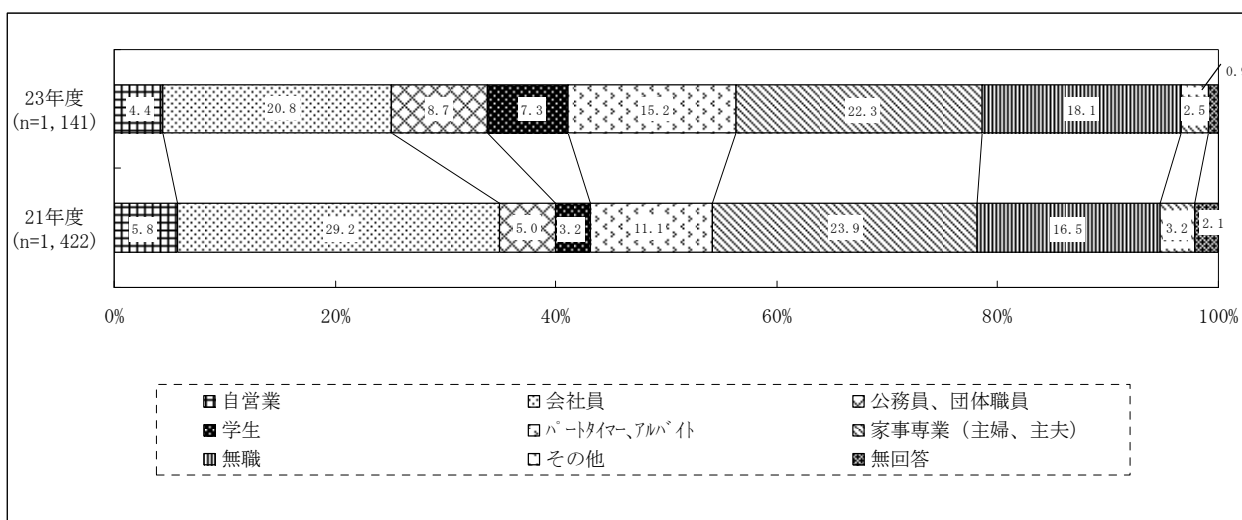 0.
23年度
(n=1,141)
4.4 20.8 8.7 7.3 15.2 22.3 18.1 2.5
21年度
(n=1,422)
5.8 29.2 5.0 3.2 11.1 23.9 16.5 3.2 2.1
0% 20% 40% 60% 80% 100%
自営業 会社員 公務員、団体職員
学生 ﾊﾟｰﾄﾀｲﾏｰ､ｱﾙﾊﾞｲﾄ 家事専業（主婦、主夫）
無職 その他 無回答